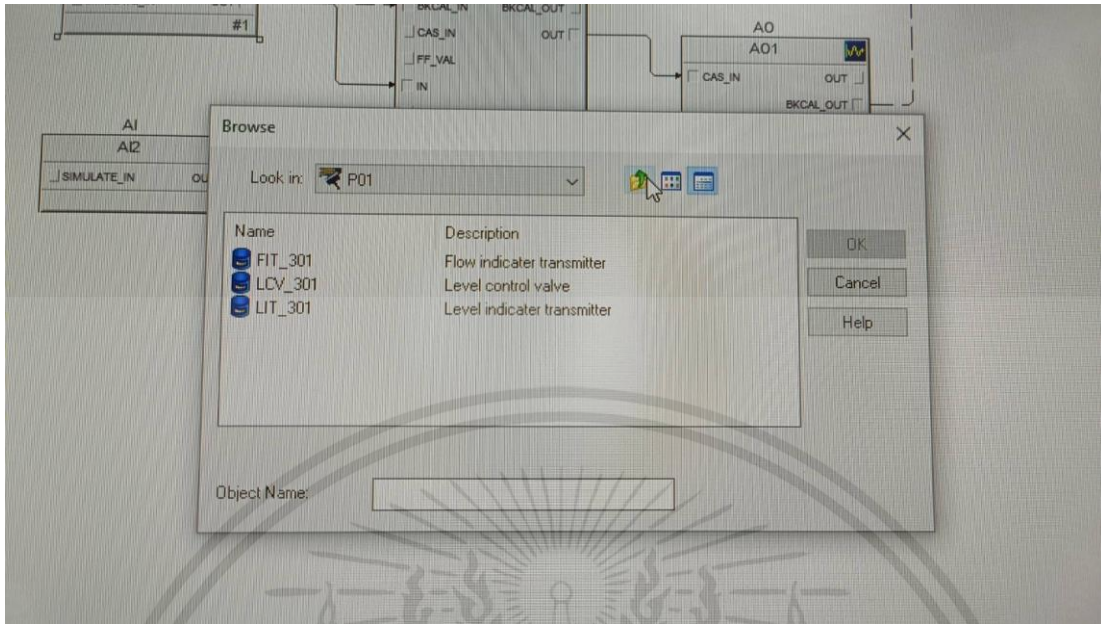 #1
BKCAL_IN BKCAL_OUT
CAS_IN OUT
FF_VAL
IN
AO
AO1
CAS_IN OUT
BKCAL_OUT
AI
AI2
SIMULATE_IN
Browse
Look in: P01
Name Description
FIT_301 Flow indicater transmitter
LCV_301 Level control valve
LIT_301 Level indicater transmitter
OK
Cancel
Help
Object Name: